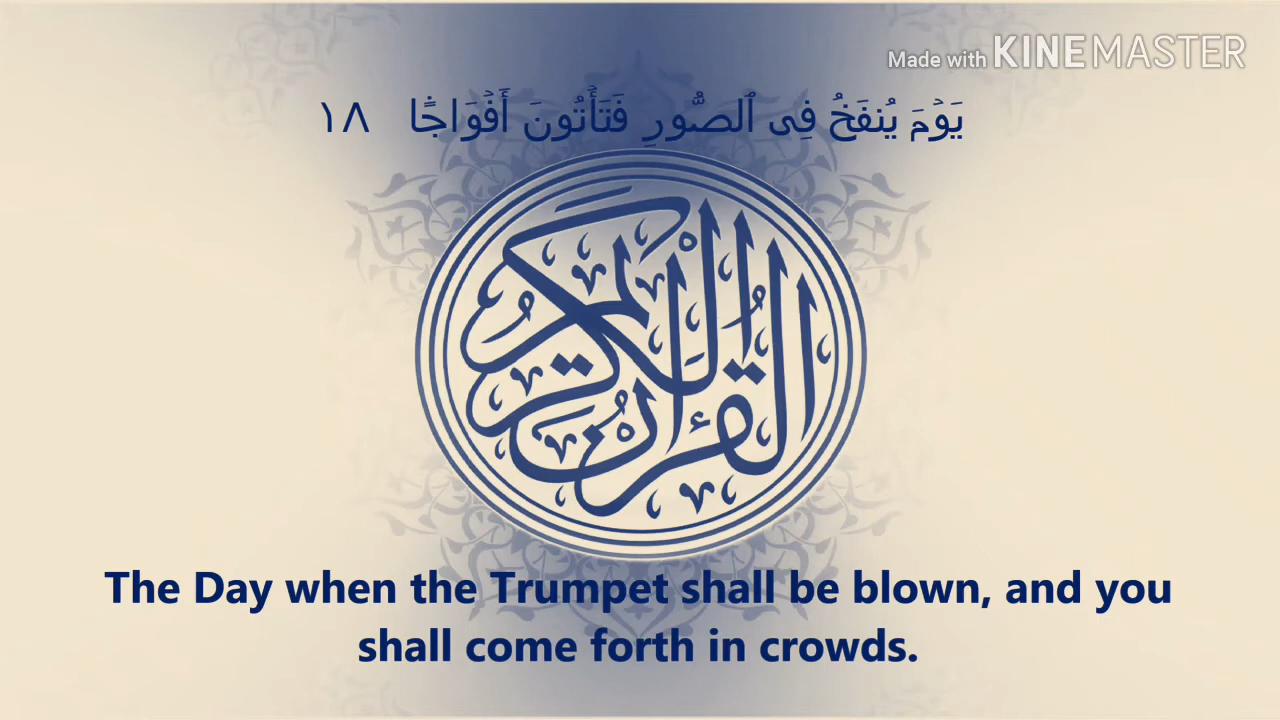 Made with KINEMASTER
يَوْمَ يُنفَخُ فِى ٱلصُّورِ فَتَأْتُونَ أَفْوَاجًا ١٨
القرآن الكريم
The Day when the Trumpet shall be blown, and you
shall come forth in crowds.